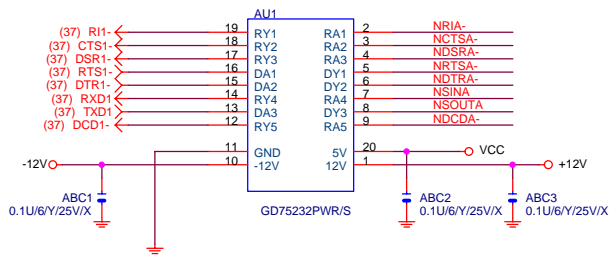 AU1
(37) RI1- 19 RY1 RA1 2 NRIA-
(37) CTS1- 18 RY2 RA2 3 NCTSA-
(37) DSR1- 17 RY3 RA3 4 NDSRA-
(37) RTS1- 16 DA1 DY1 5 NRTSA-
(37) DTR1- 15 DA2 DY2 6 NDTRA-
(37) RXD1 14 RY4 RA4 7 NSINA
(37) TXD1 13 DA3 DY3 8 NSOUTA
(37) DCD1- 12 RY5 RA5 9 NDCDA-
11 GND 5V 20 VCC
-12V 10 -12V 12V 1 +12V
ABC1 ABC2 ABC3
0.1U/6/Y/25V/X GD75232PWR/S 0.1U/6/Y/25V/X 0.1U/6/Y/25V/X